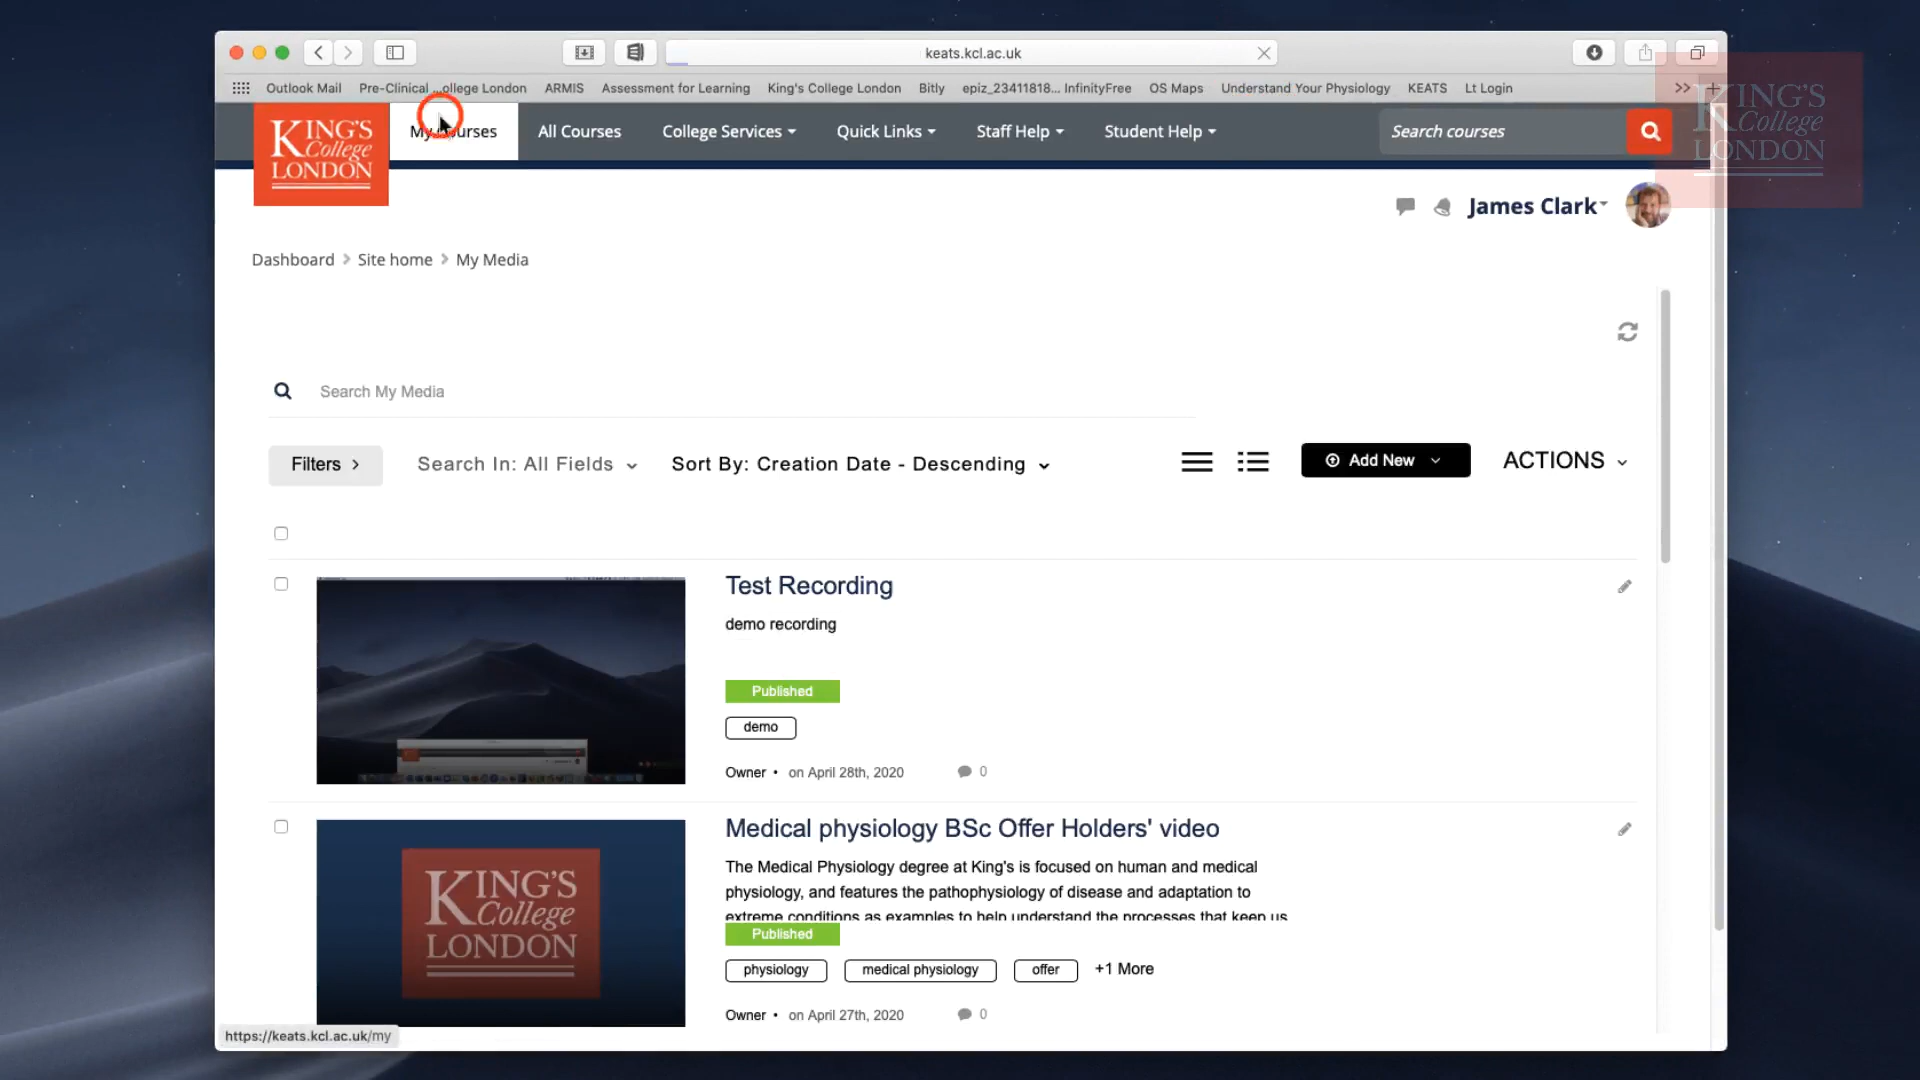 keats.kcl.ac.uk
Outlook Mail Pre-Clinical ...ollege London ARMIS Assessment for Learning King's College London Bitly epiz_23411818... InfinityFree OS Maps Understand Your Physiology KEATS Lt Login >> +
KING'S
College
LONDON
My Courses All Courses College Services Quick Links Staff Help Student Help Search courses
KING'S
College
LONDON
James Clark
Dashboard > Site home > My Media
Search My Media
Filters > Search In: All Fields Sort By: Creation Date - Descending Add New ACTIONS
Test Recording
demo recording
Published
demo
Owner • on April 28th, 2020 0
KING'S
College
LONDON
Medical physiology BSc Offer Holders' video
The Medical Physiology degree at King's is focused on human and medical
physiology, and features the pathophysiology of disease and adaptation to
extreme conditions as examples to help understand the processes that keep us
Published
physiology medical physiology offer +1 More
Owner • on April 27th, 2020 0
https://keats.kcl.ac.uk/my